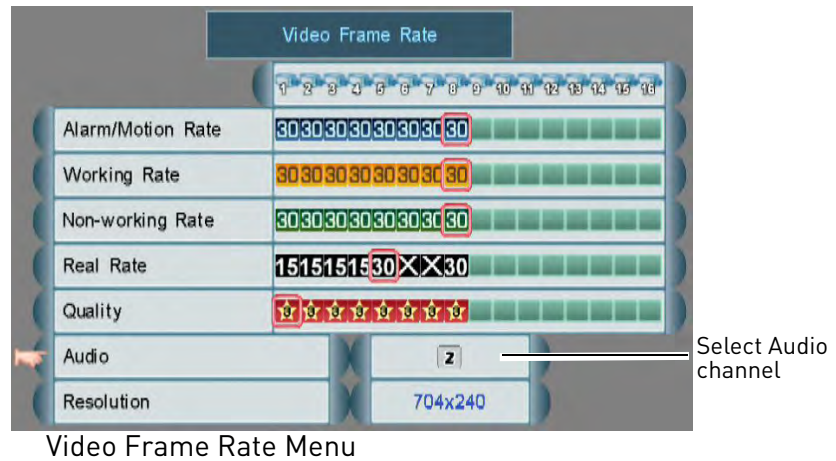 Video Frame Rate
1 2 3 4 5 6 7 8 9 10 11 12 13 14 15 16
Alarm/Motion Rate 30 30 30 30 30 30 30 30
Working Rate 30 30 30 30 30 30 30 30
Non-working Rate 30 30 30 30 30 30 30 30
Real Rate 15 15 15 15 30 X X 30
Quality 9 9 9 9 9 9 9 9
Audio 2
Select Audio
channel
Resolution 704x240
Video Frame Rate Menu